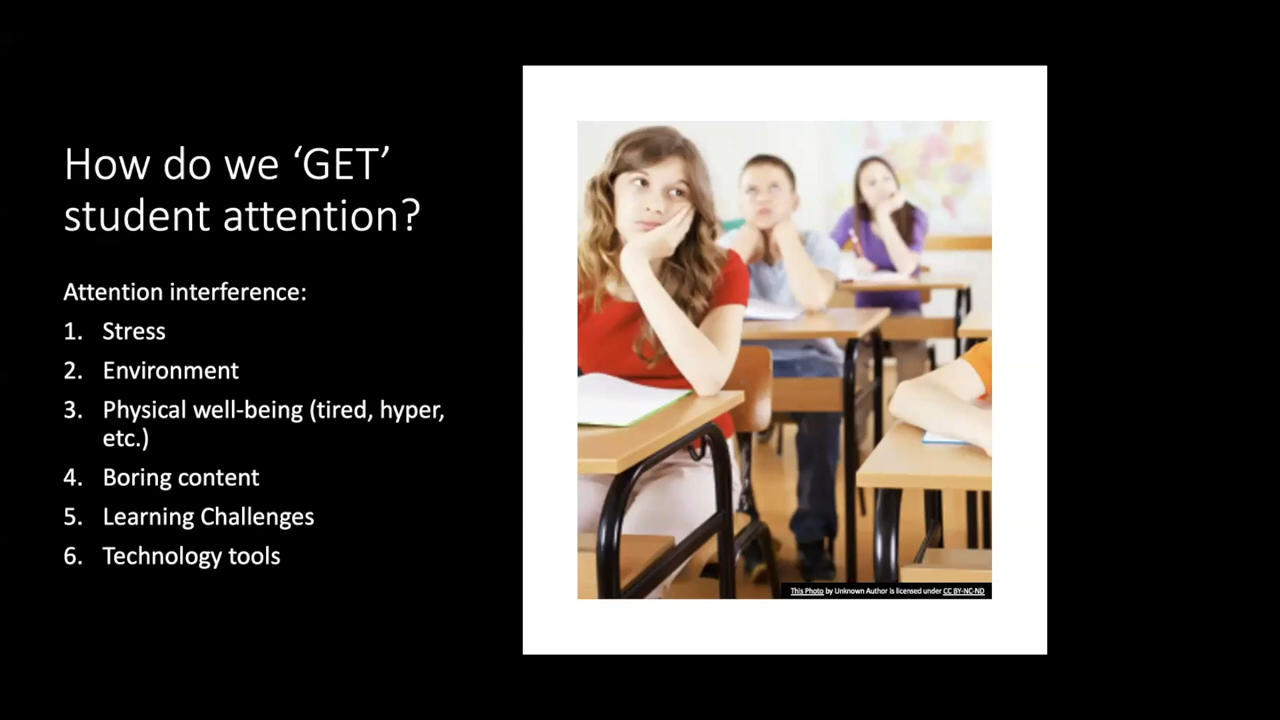 How do we ‘GET’
student attention?
Attention interference:
1. Stress
2. Environment
3. Physical well-being (tired, hyper,
etc.)
4. Boring content
5. Learning Challenges
6. Technology tools
This Photo by Unknown Author is licensed under CC BY-NC-ND